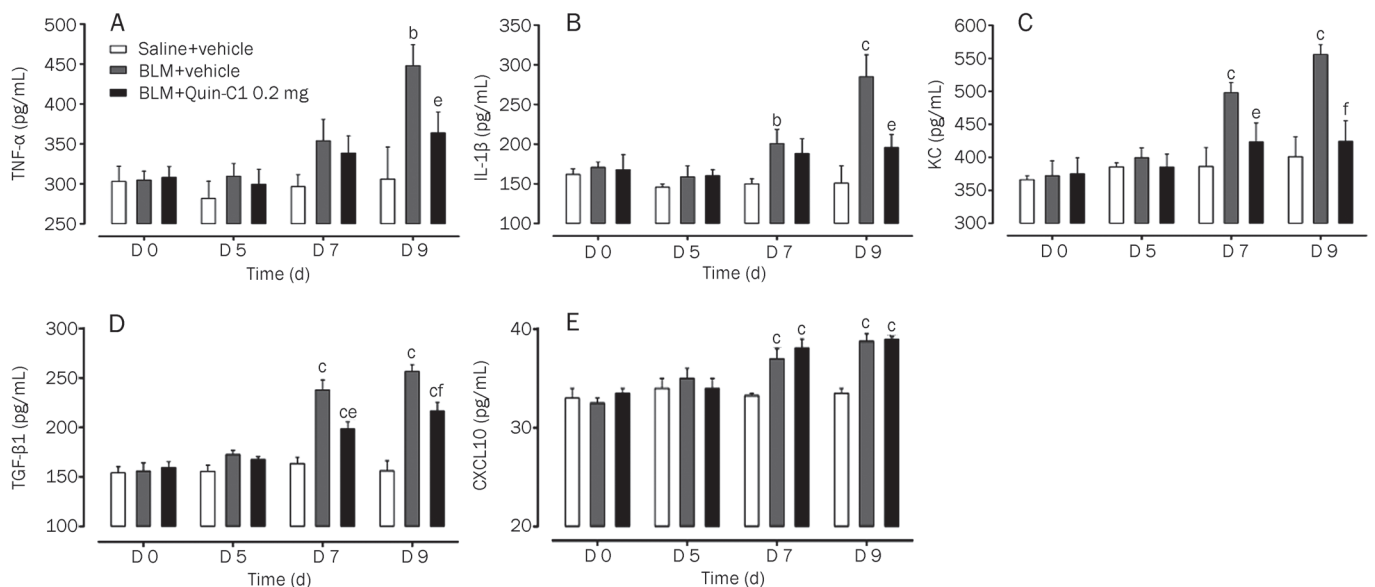 A
TNF-α (pg/mL)
500
450
400
350
300
250
Saline+vehicle
BLM+vehicle
BLM+Quin-C1 0.2 mg
b
e
D 0 D 5 D 7 D 9
Time (d)
B
IL-1β (pg/mL)
350
300
250
200
150
100
b
c
e
D 0 D 5 D 7 D 9
Time (d)
C
KC (pg/mL)
600
550
500
450
400
350
300
c
e
c
f
D 0 D 5 D 7 D 9
Time (d)
D
TGF-β1 (pg/mL)
300
250
200
150
100
c
ce
c
cf
D 0 D 5 D 7 D 9
Time (d)
E
CXCL10 (pg/mL)
40
30
20
c c c c
D 0 D 5 D 7 D 9
Time (d)